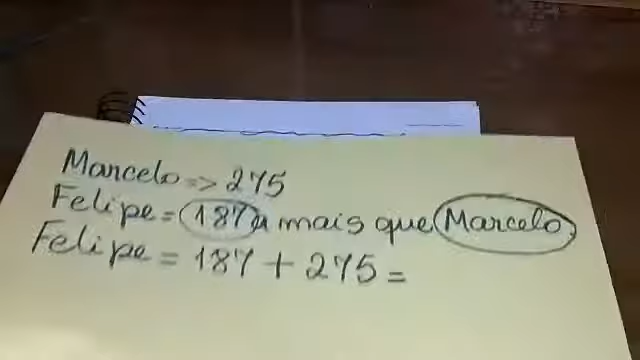 Marcelo => 275
Felipe = 187 a mais que Marcelo
Felipe = 187 + 275 =